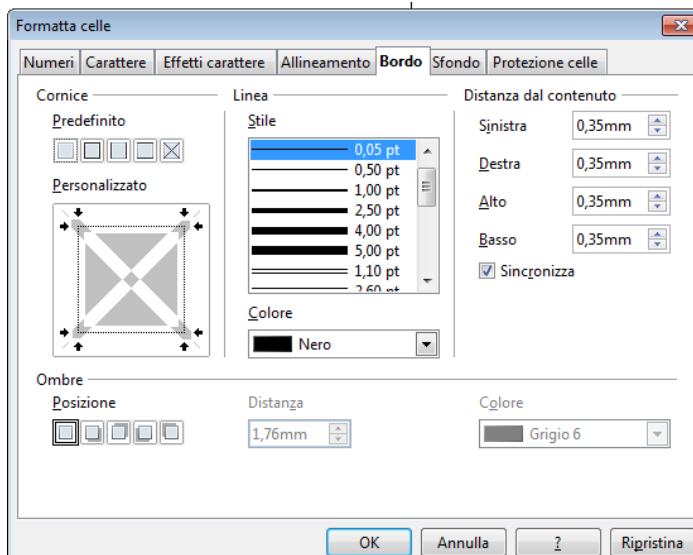 Formatta celle
Numeri Carattere Effetti carattere Allineamento Bordo Sfondo Protezione celle
Cornice
Predefinito
Personalizzato
Linea
Stile
0,05 pt
0,50 pt
1,00 pt
2,50 pt
4,00 pt
5,00 pt
1,10 pt
2,60 pt
Colore
Nero
Distanza dal contenuto
Sinistra 0,35mm
Destra 0,35mm
Alto 0,35mm
Basso 0,35mm
Sincronizza
Ombre
Posizione
Distanza
1,76mm
Colore
Grigio 6
OK Annulla ? Ripristina